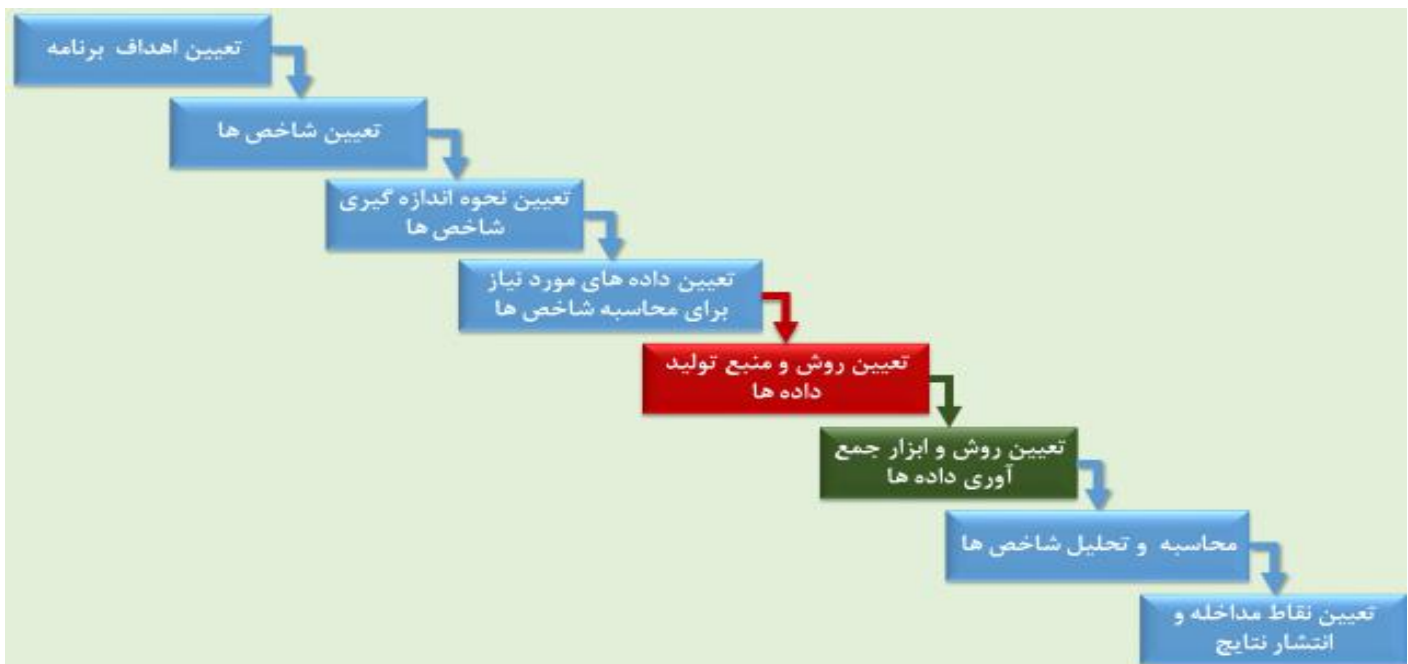 تعیین اهداف برنامه
تعیین شاخص ها
تعیین نحوه اندازه گیری
شاخص ها
تعیین داده های مورد نیاز
برای محاسبه شاخص ها
تعیین روش و منبع تولید
داده ها
تعیین روش و ابزار جمع
آوری داده ها
محاسبه و تحلیل شاخص ها
تعیین نقاط مداخله و
انتشار نتایج